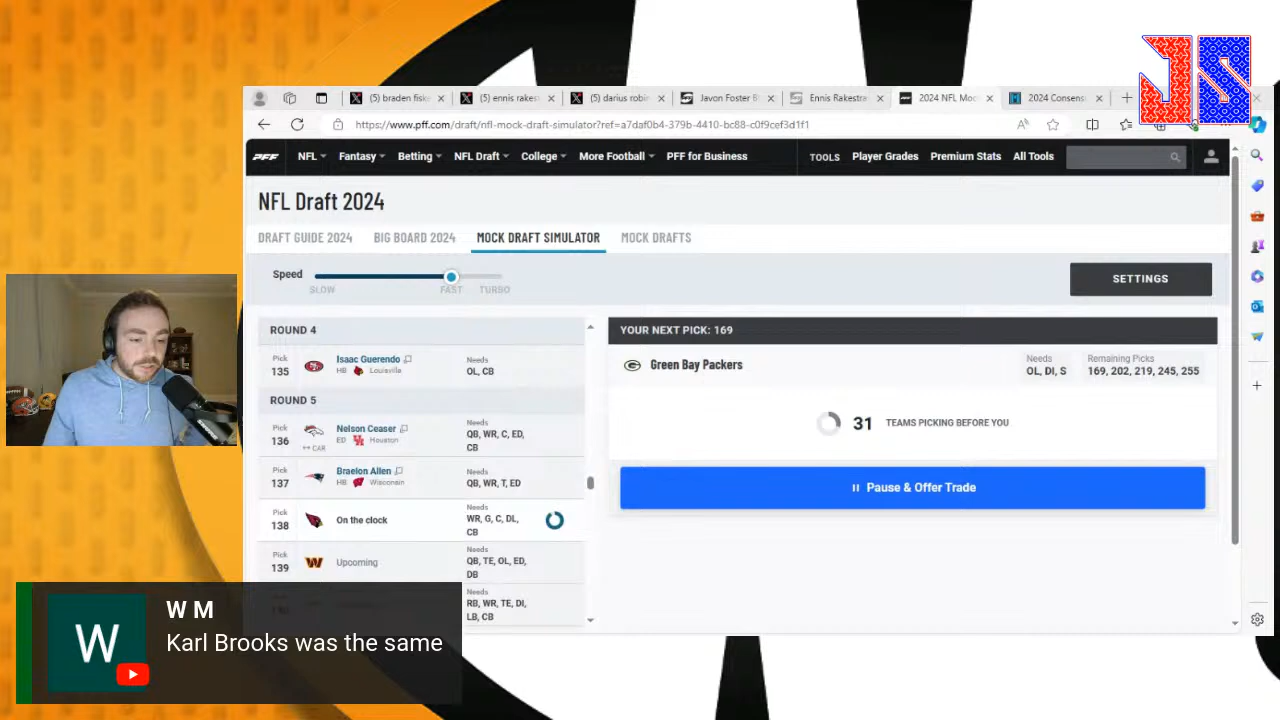 JS
(5) braden fiske
(5) ennis rakes
(5) darius robin
Javon Foster B
Ennis Rakestra
2024 NFL Moc
2024 Consens
https://www.pff.com/draft/nfl-mock-draft-simulator?ref=a7daf0b4-379b-4410-bc88-c0f9cef3d1f1
PFF
NFL
Fantasy
Betting
NFL Draft
College
More Football
PFF for Business
TOOLS
Player Grades
Premium Stats
All Tools
NFL Draft 2024
DRAFT GUIDE 2024
BIG BOARD 2024
MOCK DRAFT SIMULATOR
MOCK DRAFTS
Speed
SLOW
FAST
TURBO
SETTINGS
ROUND 4
Pick
135
Isaac Guerendo
HB Louisville
Needs
OL, CB
ROUND 5
Pick
136
CAR
Nelson Ceaser
ED Houston
Needs
QB, WR, C, ED,
CB
Pick
137
Braelon Allen
HB Wisconsin
Needs
QB, WR, T, ED
Pick
138
On the clock
Needs
WR, G, C, DL,
CB
Pick
139
Upcoming
Needs
QB, TE, OL, ED,
DB
RB, WR, TE, DI,
LB, CB
YOUR NEXT PICK: 169
Green Bay Packers
Needs
OL, DI, S
Remaining Picks
169, 202, 219, 245, 255
31 TEAMS PICKING BEFORE YOU
Pause & Offer Trade
W
W M
Karl Brooks was the same